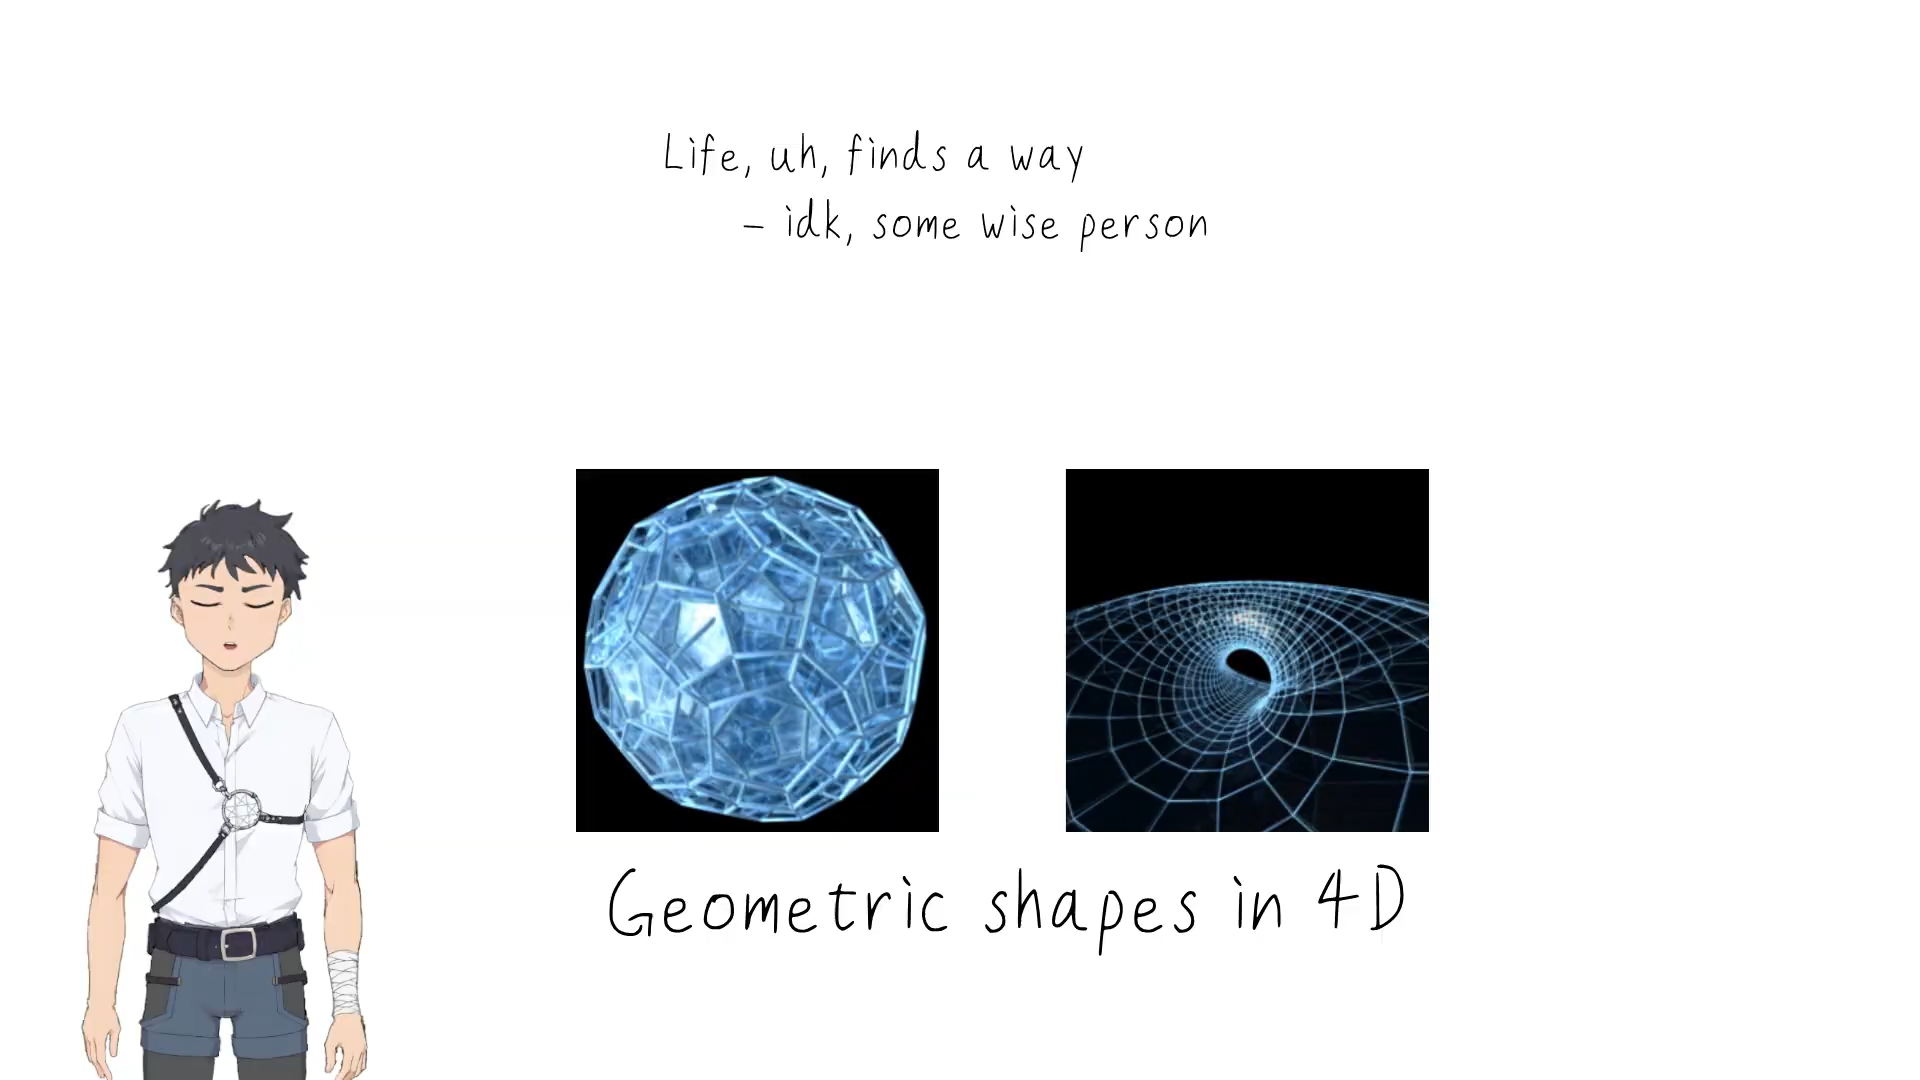 Life, uh, finds a way
– idk, some wise person
Geometric shapes in 4D